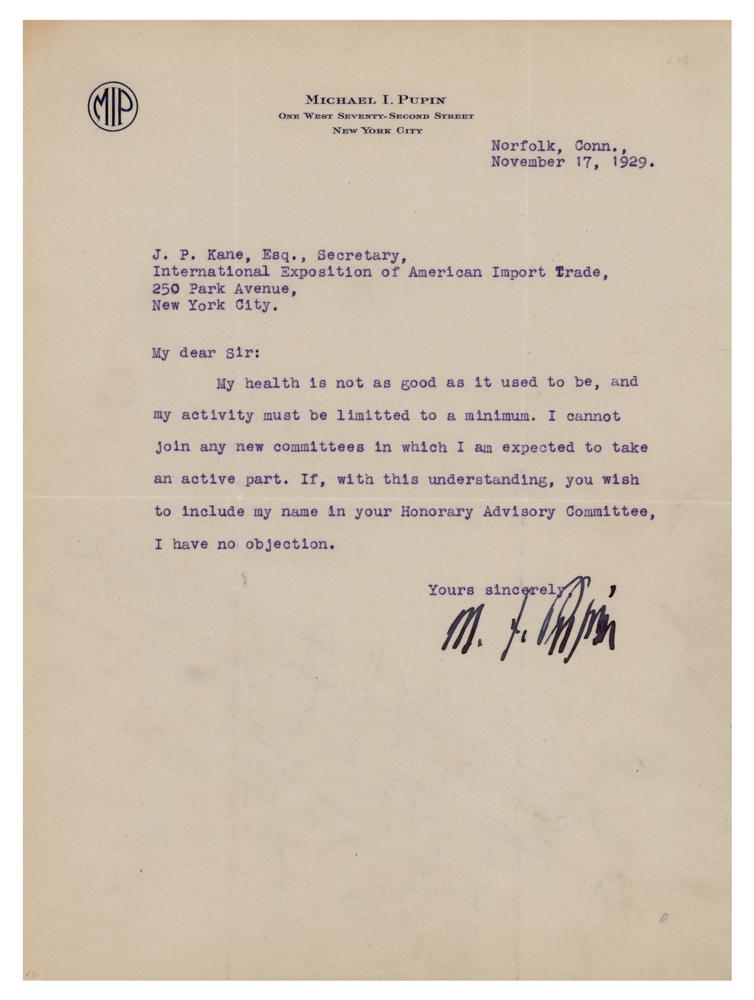 MIP
MICHAEL I. PUPIN
ONE WEST SEVENTY-SECOND STREET
NEW YORK CITY
Norfolk, Conn.,
November 17, 1929.
J. P. Kane, Esq., Secretary,
International Exposition of American Import Trade,
250 Park Avenue,
New York City.
My dear Sir:
My health is not as good as it used to be, and
my activity must be limitted to a minimum. I cannot
join any new committees in which I am expected to take
an active part. If, with this understanding, you wish
to include my name in your Honorary Advisory Committee,
I have no objection.
Yours sincerely,
M. I. Pupin